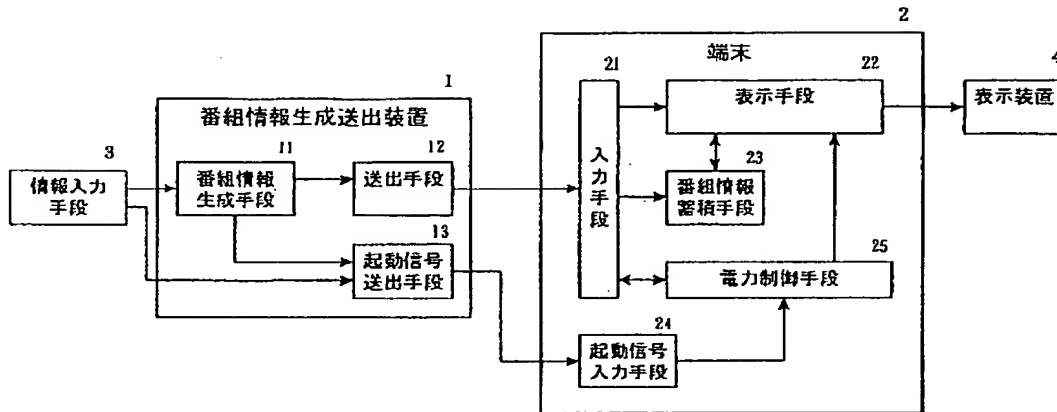 2
端末
4
21
22
1
表示手段
表示装置
番組情報生成送出装置
3
11
12
入力手段
23
情報入力
手段
番組情報
生成手段
送出手段
番組情報
蓄積手段
13
25
起動信号
送出手段
電力制御手段
24
起動信号
入力手段